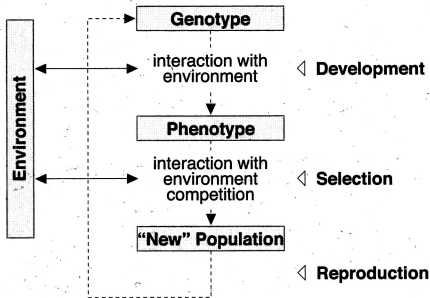 Genotype
interaction with
environment
◁ Development
Environment
Phenotype
interaction with
environment
competition
◁ Selection
"New" Population
◁ Reproduction